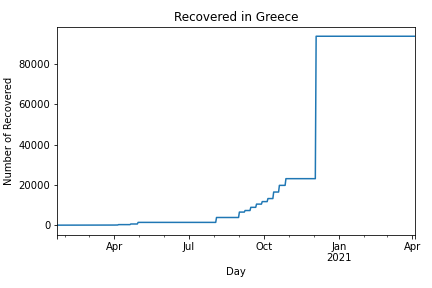 Recovered in Greece
Number of Recovered
80000
60000
40000
20000
0
Apr Jul Oct Jan Apr
2021
Day